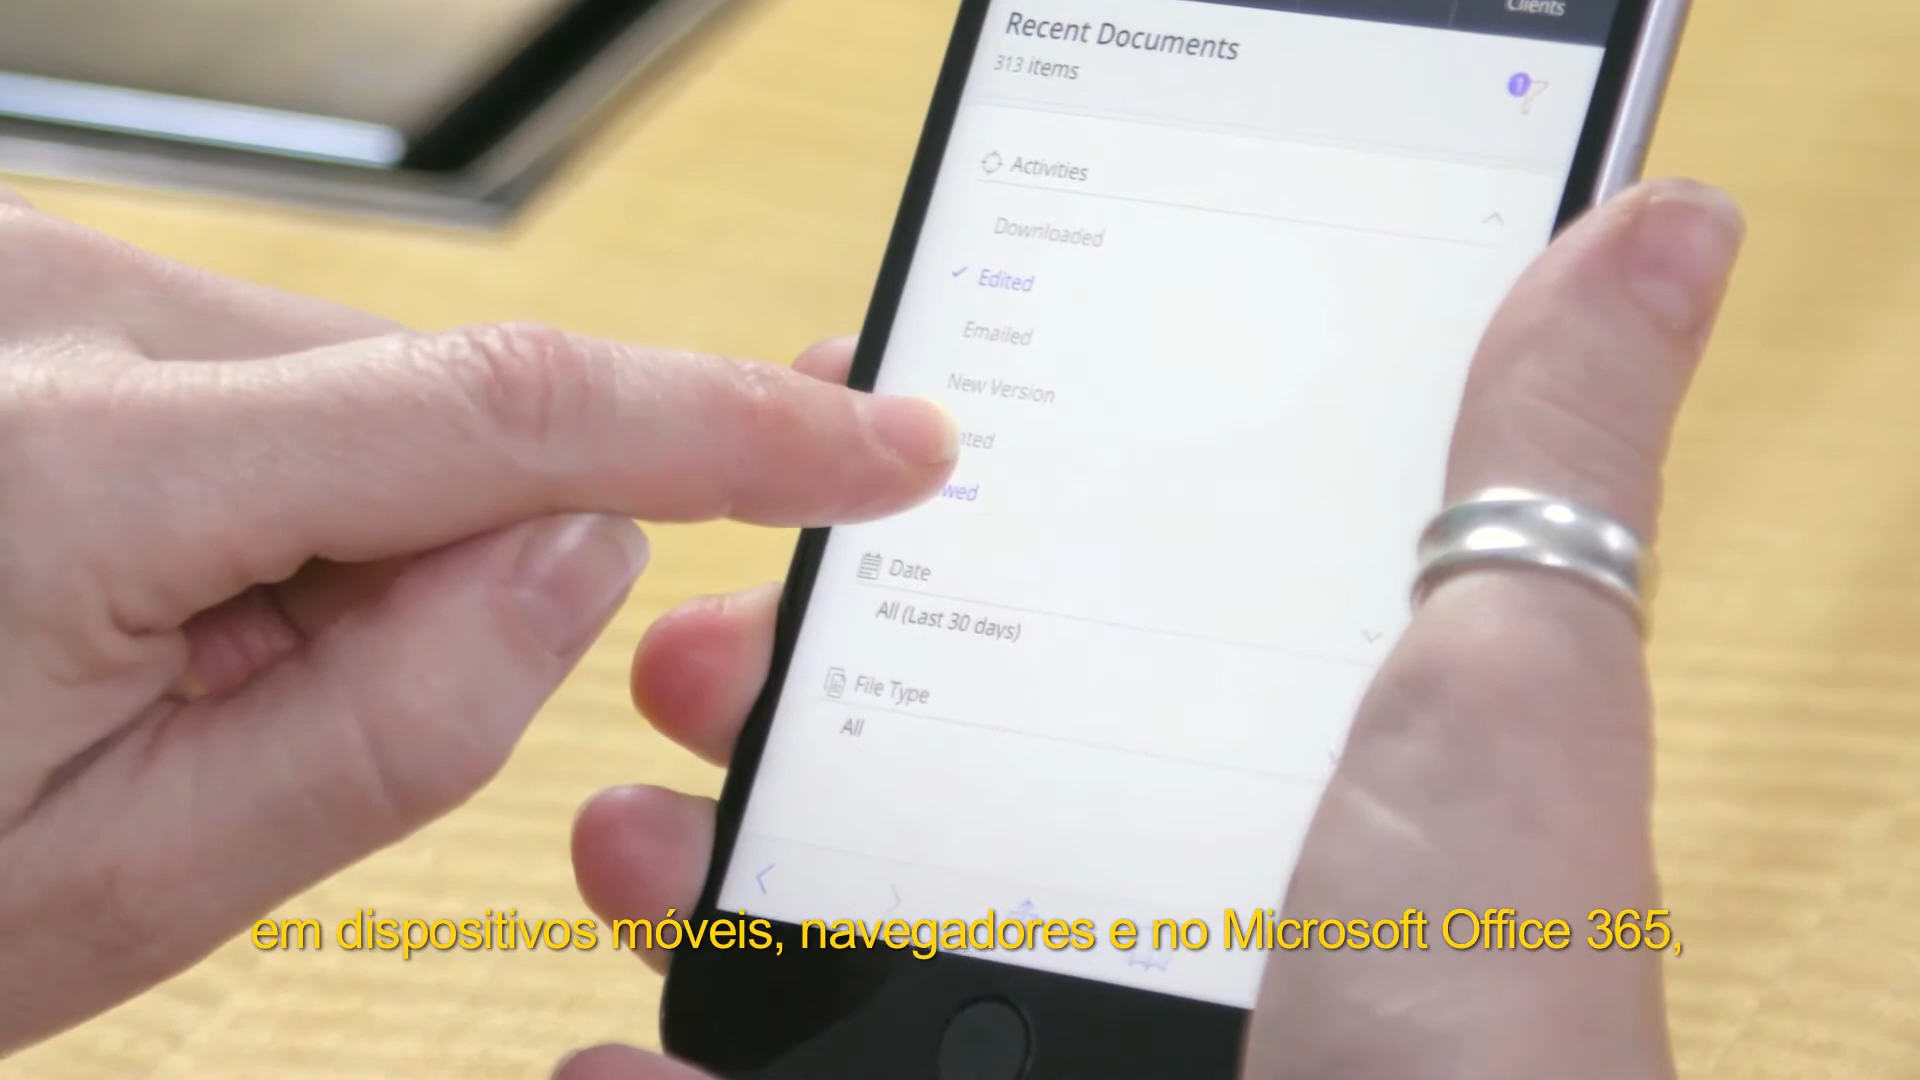 Clients
Recent Documents
313 items
1
Activities
Downloaded
Edited
Emailed
New Version
Date
All (Last 30 days)
File Type
All
em dispositivos móveis, navegadores e no Microsoft Office 365,